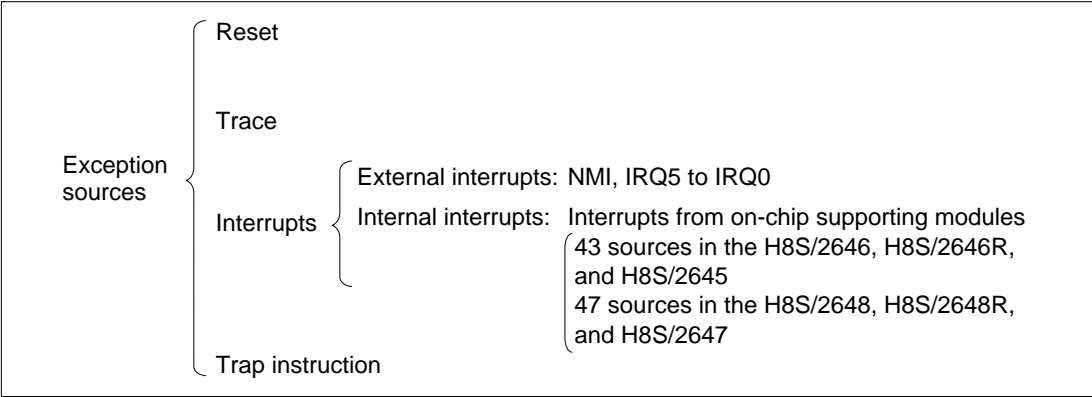 Reset
Trace
Exception
sources
Interrupts
External interrupts: NMI, IRQ5 to IRQ0
Internal interrupts: Interrupts from on-chip supporting modules
43 sources in the H8S/2646, H8S/2646R,
and H8S/2645
47 sources in the H8S/2648, H8S/2648R,
and H8S/2647
Trap instruction